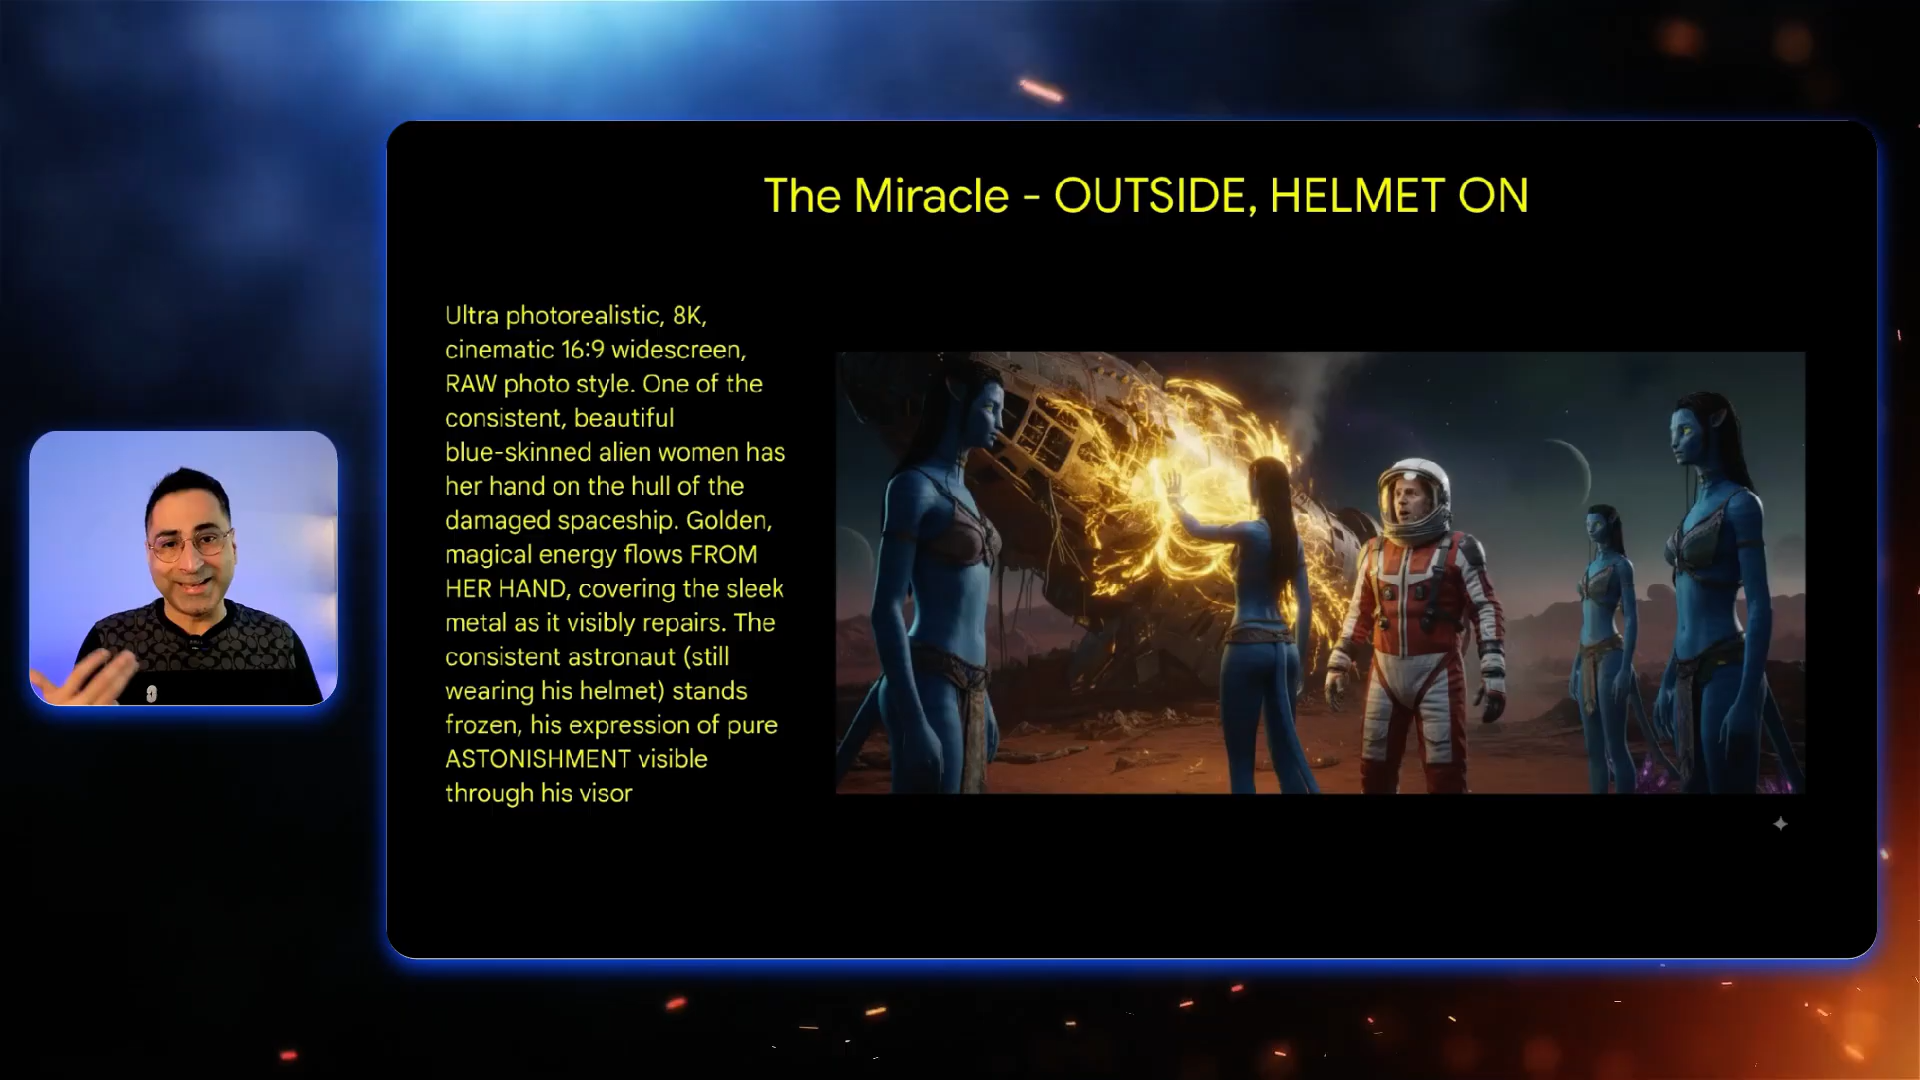 The Miracle - OUTSIDE, HELMET ON
Ultra photorealistic, 8K,
cinematic 16:9 widescreen,
RAW photo style. One of the
consistent, beautiful
blue-skinned alien women has
her hand on the hull of the
damaged spaceship. Golden,
magical energy flows FROM
HER HAND, covering the sleek
metal as it visibly repairs. The
consistent astronaut (still
wearing his helmet) stands
frozen, his expression of pure
ASTONISHMENT visible
through his visor